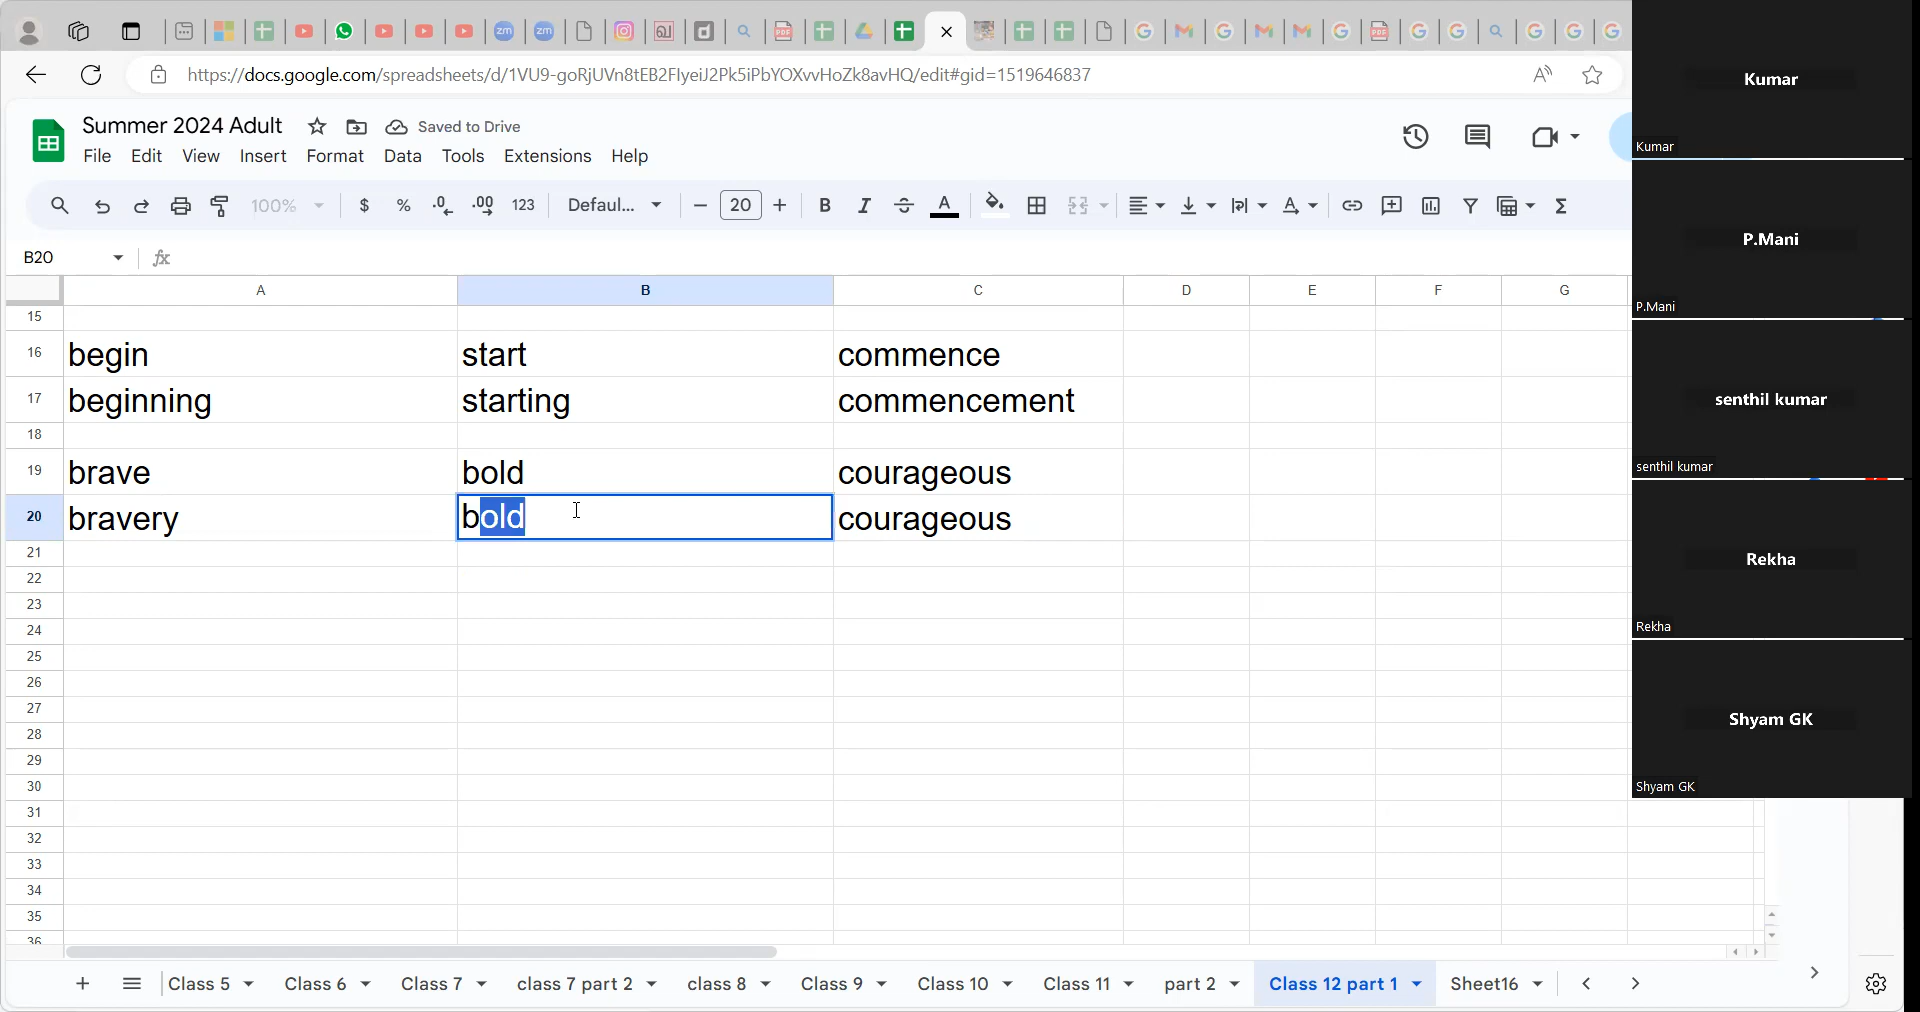 https://docs.google.com/spreadsheets/d/1VU9-goRjUVn8tEB2FlyeiJ2Pk5iPbYOXvvHoZk8avHQ/edit#gid=1519646837
Summer 2024 Adult Saved to Drive
File Edit View Insert Format Data Tools Extensions Help
100% $ % .0 .00 123 Defaul... 20 B I S A
B20 fx
A B C D E F G
15
16 begin start commence
17 beginning starting commencement
18
19 brave bold courageous
20 bravery bold courageous
21
22
23
24
25
26
27
28
29
30
31
32
33
34
35
36
Class 5 Class 6 Class 7 class 7 part 2 class 8 Class 9 Class 10 Class 11 part 2 Class 12 part 1 Sheet16
Kumar
Kumar
P.Mani
P.Mani
senthil kumar
senthil kumar
Rekha
Rekha
Shyam GK
Shyam GK